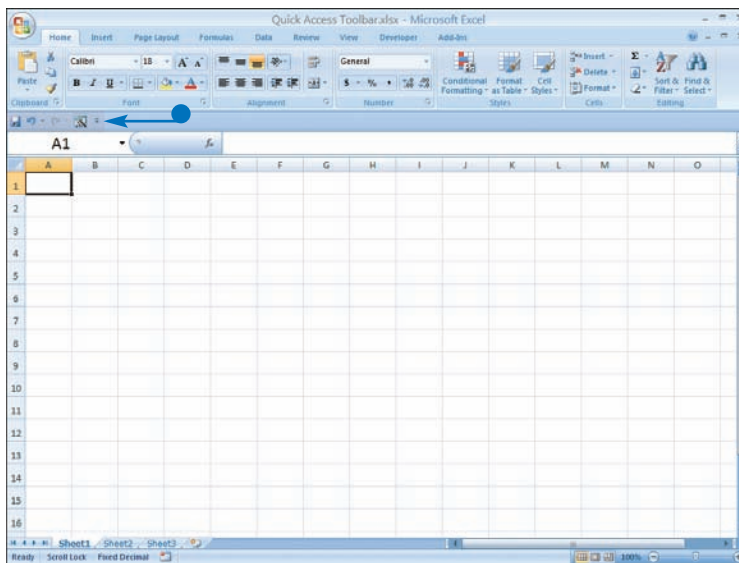 Quick Access Toolbar.xlsx - Microsoft Excel
Home Insert Page Layout Formulas Data Review View Developer Add-Ins
Calibri 18 A A General Insert Σ
Paste Delete
B I U A $ % , Conditional Format Cell Format Sort & Find &
Formatting as Table Styles Filter Select
Clipboard Font Alignment Number Styles Cells Editing
A1 fx
A B C D E F G H I J K L M N O
1
2
3
4
5
6
7
8
9
10
11
12
13
14
15
16
Sheet1 Sheet2 Sheet3
Ready Scroll Lock Fixed Decimal 100%